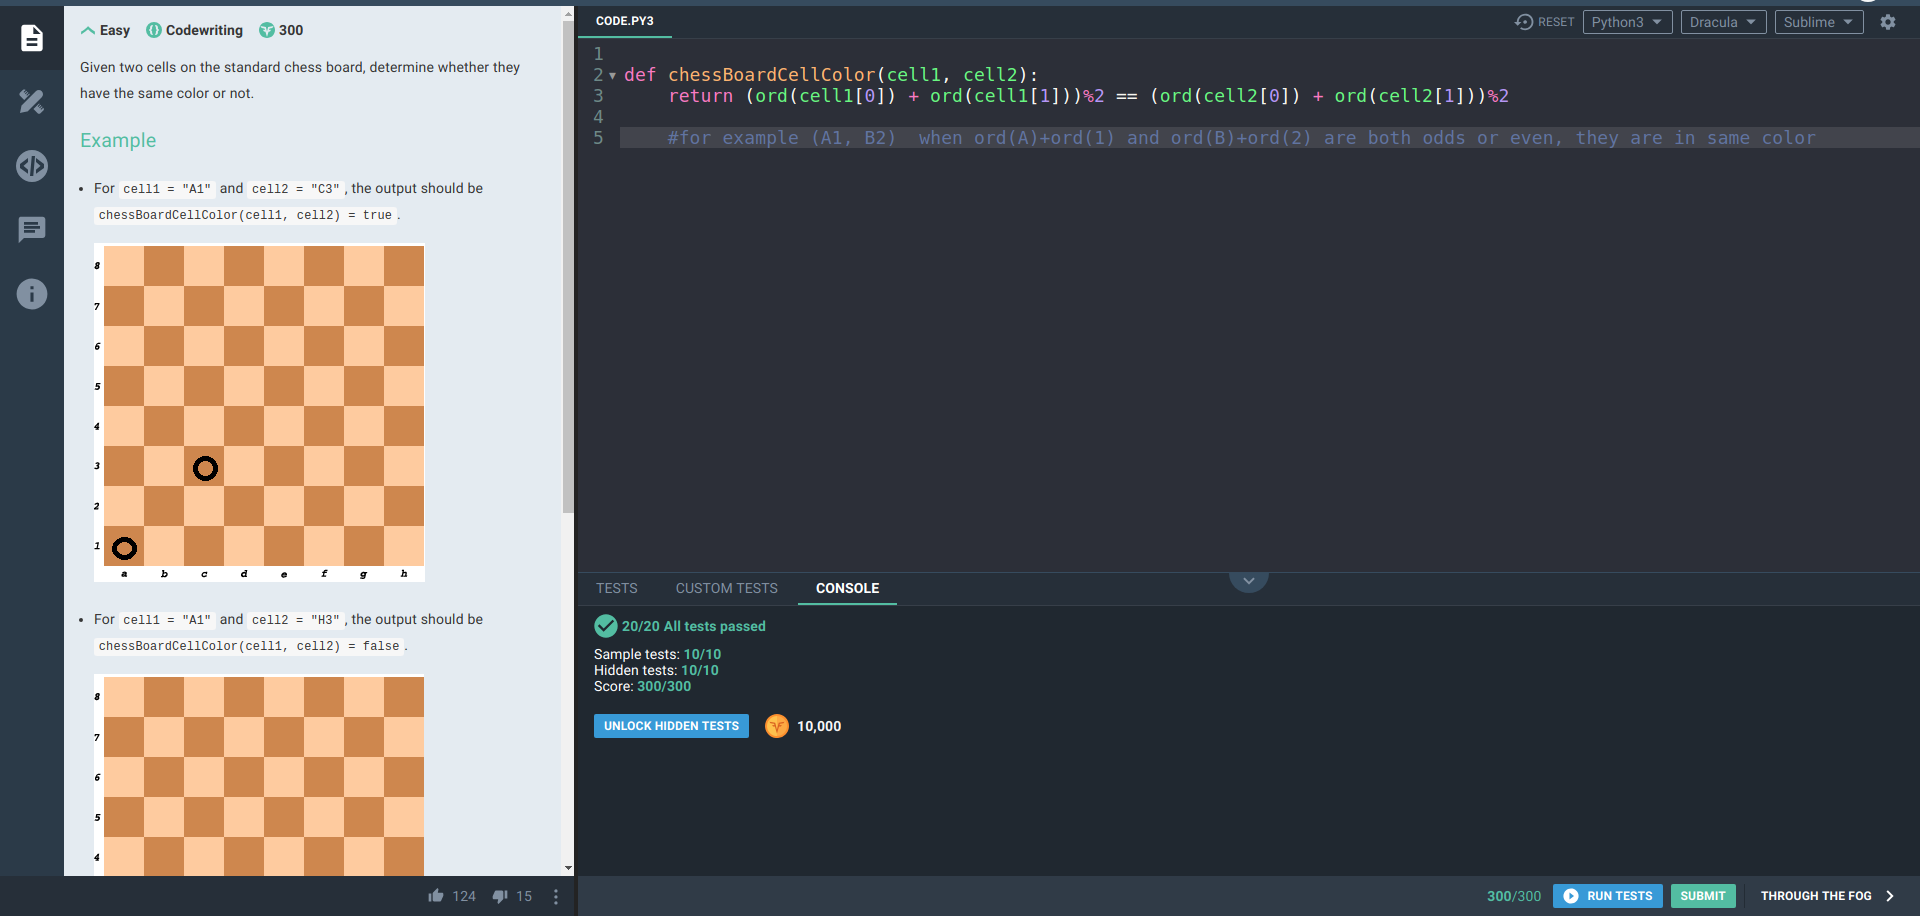 Easy Codewriting 300
Given two cells on the standard chess board, determine whether they
have the same color or not.
Example
• For cell1 = "A1" and cell2 = "C3", the output should be
chessBoardCellColor(cell1, cell2) = true.
8
7
6
5
4
3
2
1
a b c d e f g h
• For cell1 = "A1" and cell2 = "H3", the output should be
chessBoardCellColor(cell1, cell2) = false.
8
7
6
5
4
124 15
CODE.PY3
RESET Python3 Dracula Sublime
1
2 def chessBoardCellColor(cell1, cell2):
3 return (ord(cell1[0]) + ord(cell1[1]))%2 == (ord(cell2[0]) + ord(cell2[1]))%2
4
5 #for example (A1, B2)  when ord(A)+ord(1) and ord(B)+ord(2) are both odds or even, they are in same color
TESTS CUSTOM TESTS CONSOLE
20/20 All tests passed
Sample tests: 10/10
Hidden tests: 10/10
Score: 300/300
UNLOCK HIDDEN TESTS 10,000
300/300 RUN TESTS SUBMIT THROUGH THE FOG